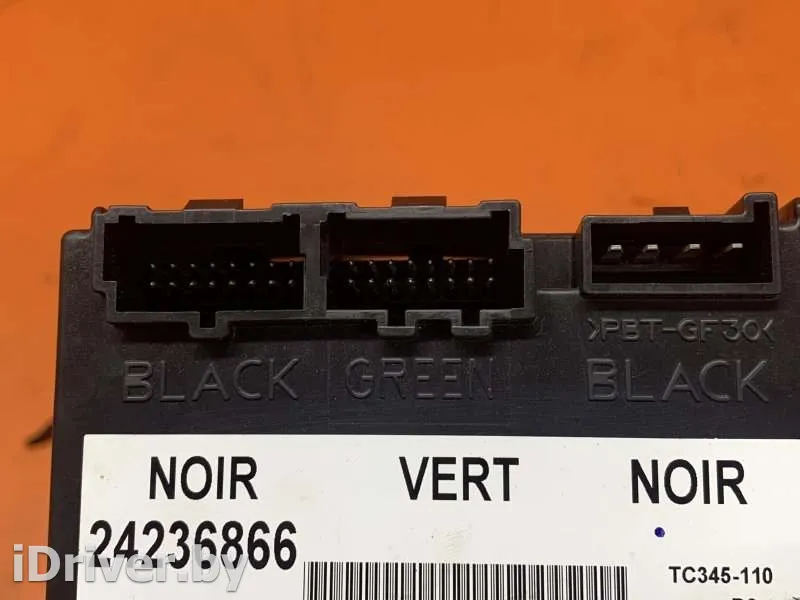 >PBT-GF30<
BLACK GREEN BLACK
NOIR VERT NOIR
24236866
TC345-110
iDriver.by